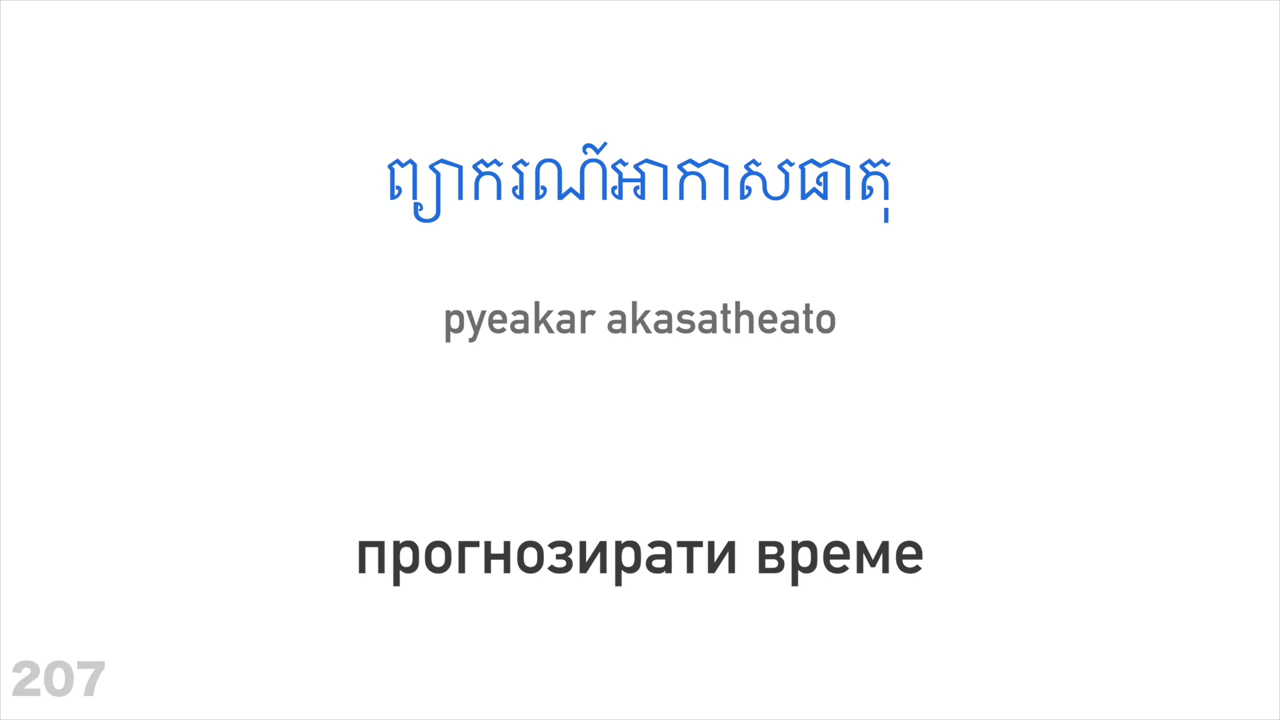 ព្យាករណ៍អាកាសធាតុ
pyeakar akasatheato
прогнозирати време
207